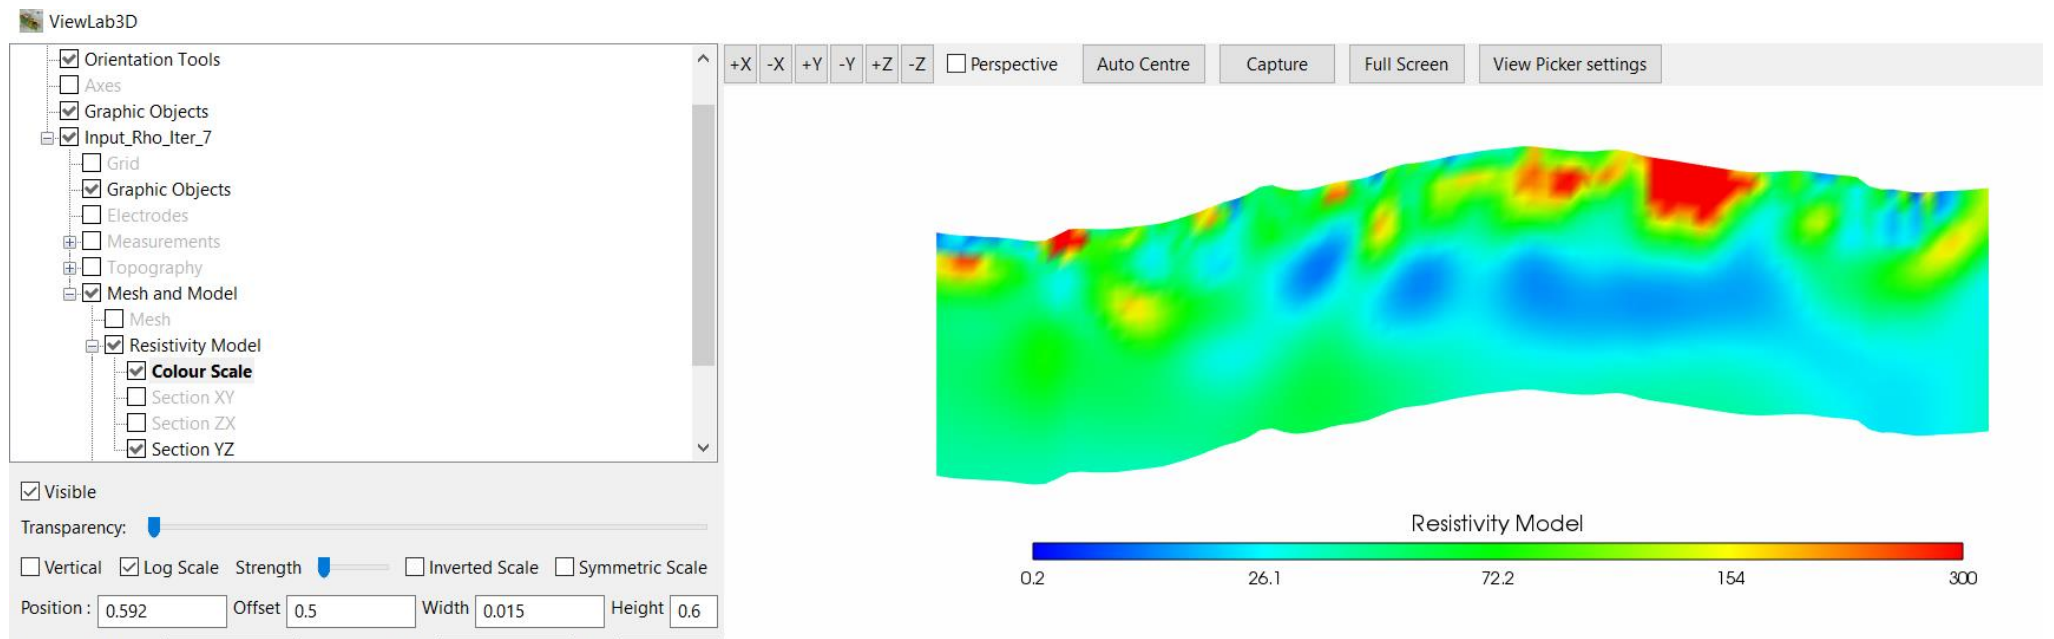 ViewLab3D
Orientation Tools
Axes
Graphic Objects
Input_Rho_Iter_7
Grid
Graphic Objects
Electrodes
Measurements
Topography
Mesh and Model
Mesh
Resistivity Model
Colour Scale
Section XY
Section ZX
Section YZ
Visible
Transparency:
Vertical Log Scale Strength Inverted Scale Symmetric Scale
Position : 0.592 Offset 0.5 Width 0.015 Height 0.6
+X -X +Y -Y +Z -Z Perspective Auto Centre Capture Full Screen View Picker settings
Resistivity Model
0.2 26.1 72.2 154 300